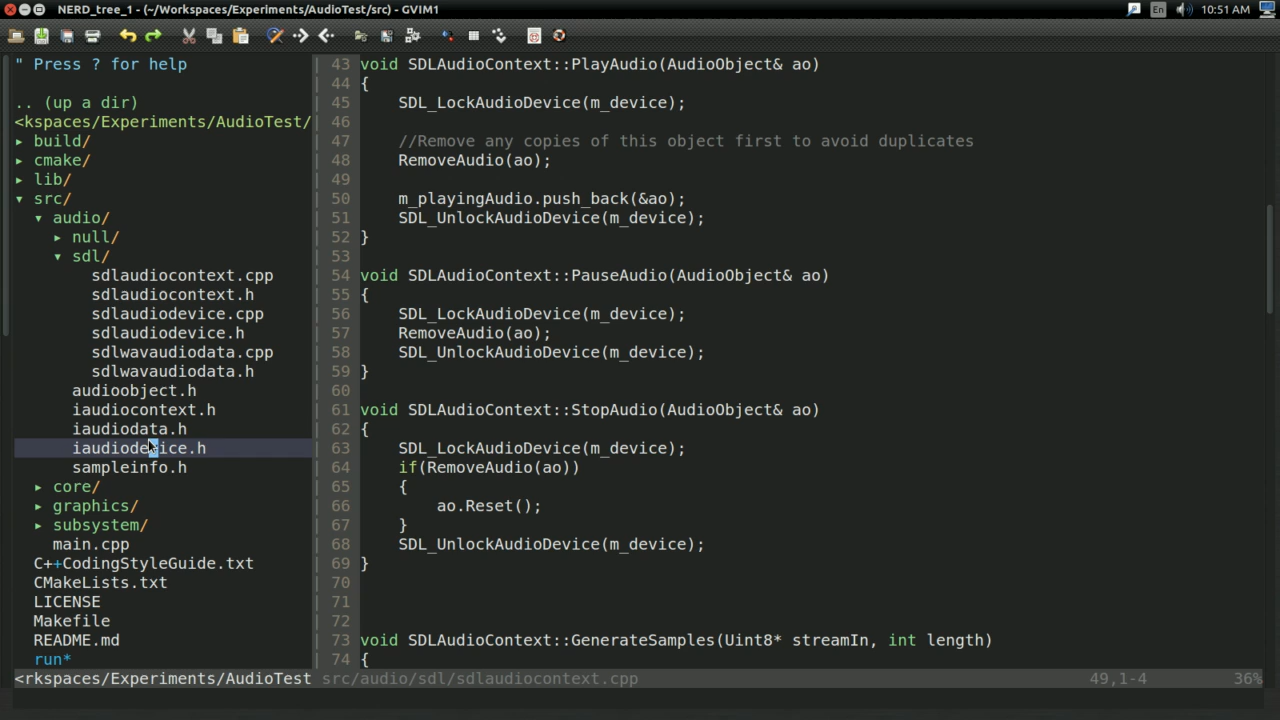 NERD_tree_1 - (~/Workspaces/Experiments/AudioTest/src) - GVIM1
En
10:51 AM
" Press ? for help
.. (up a dir)
<kspaces/Experiments/AudioTest/
▸ build/
▸ cmake/
▸ lib/
▾ src/
▾ audio/
▸ null/
▾ sdl/
sdlaudiocontext.cpp
sdlaudiocontext.h
sdlaudiodevice.cpp
sdlaudiodevice.h
sdlwavaudiodata.cpp
sdlwavaudiodata.h
audioobject.h
iaudiocontext.h
iaudiodata.h
iaudiodevice.h
sampleinfo.h
▸ core/
▸ graphics/
▸ subsystem/
main.cpp
C++CodingStyleGuide.txt
CMakeLists.txt
LICENSE
Makefile
README.md
run*
<rkspaces/Experiments/AudioTest
43 void SDLAudioContext::PlayAudio(AudioObject& ao)
44 {
45     SDL_LockAudioDevice(m_device);
46
47     //Remove any copies of this object first to avoid duplicates
48     RemoveAudio(ao);
49
50     m_playingAudio.push_back(&ao);
51     SDL_UnlockAudioDevice(m_device);
52 }
53
54 void SDLAudioContext::PauseAudio(AudioObject& ao)
55 {
56     SDL_LockAudioDevice(m_device);
57     RemoveAudio(ao);
58     SDL_UnlockAudioDevice(m_device);
59 }
60
61 void SDLAudioContext::StopAudio(AudioObject& ao)
62 {
63     SDL_LockAudioDevice(m_device);
64     if(RemoveAudio(ao))
65     {
66         ao.Reset();
67     }
68     SDL_UnlockAudioDevice(m_device);
69 }
70
71
72
73 void SDLAudioContext::GenerateSamples(Uint8* streamIn, int length)
74 {
src/audio/sdl/sdlaudiocontext.cpp 49,1-4 36%